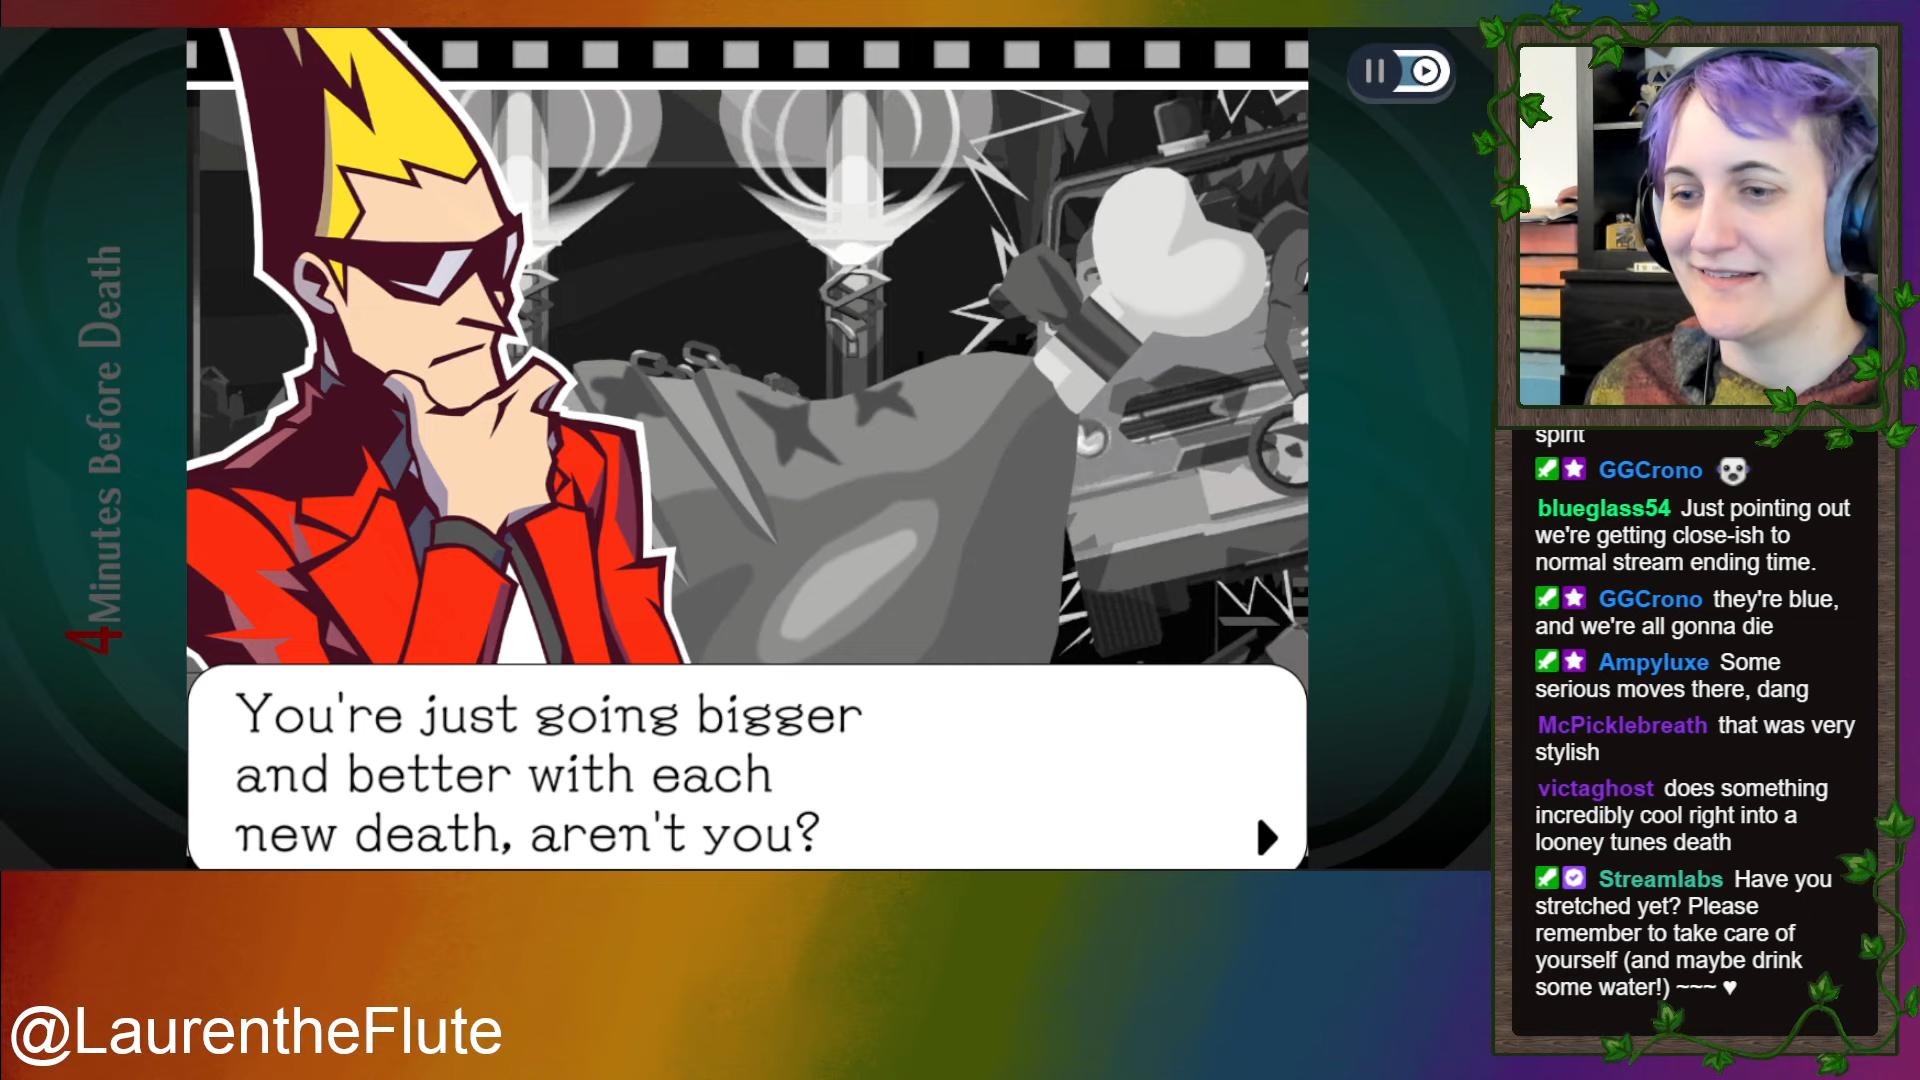 4 Minutes Before Death
You're just going bigger
and better with each
new death, aren't you?
@LaurentheFlute
spirit
GGCrono
blueglass54 Just pointing out
we're getting close-ish to
normal stream ending time.
GGCrono they're blue,
and we're all gonna die
Ampyluxe Some
serious moves there, dang
McPicklebreath that was very
stylish
victaghost does something
incredibly cool right into a
looney tunes death
Streamlabs Have you
stretched yet? Please
remember to take care of
yourself (and maybe drink
some water!) ~~~ ♥